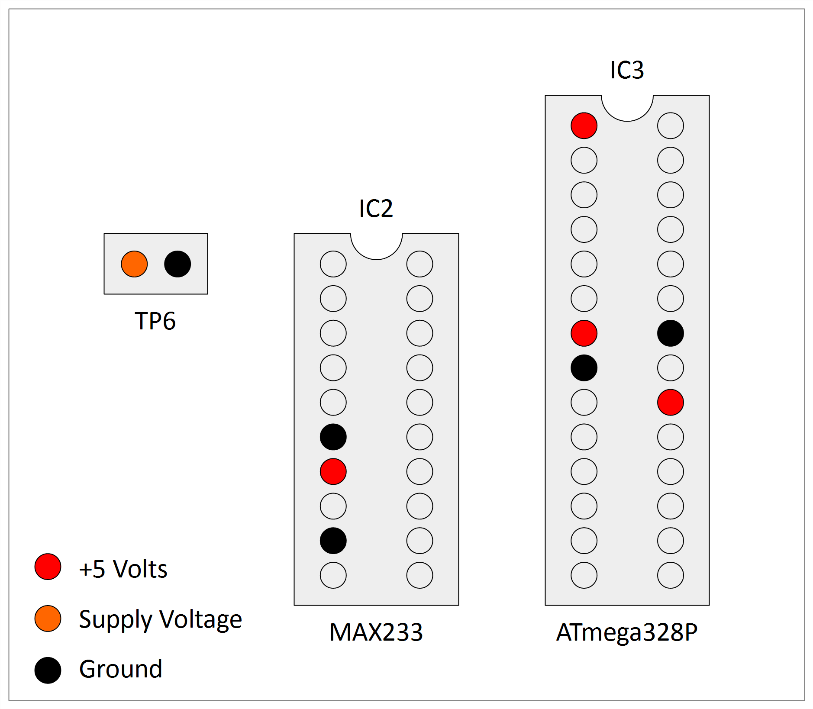 IC3
IC2
TP6
+5 Volts
Supply Voltage
Ground
MAX233
ATmega328P